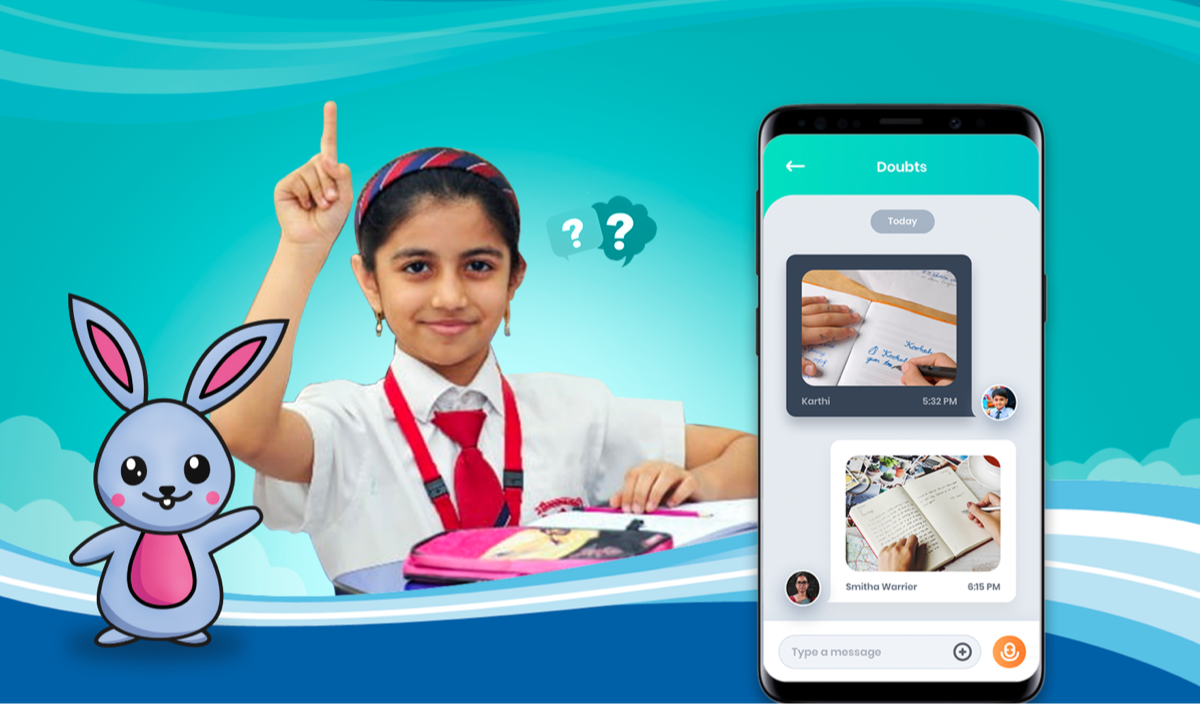 ? ?
Doubts
Today
Karthi 5:32 PM
Smitha Warrier 6:15 PM
Type a message